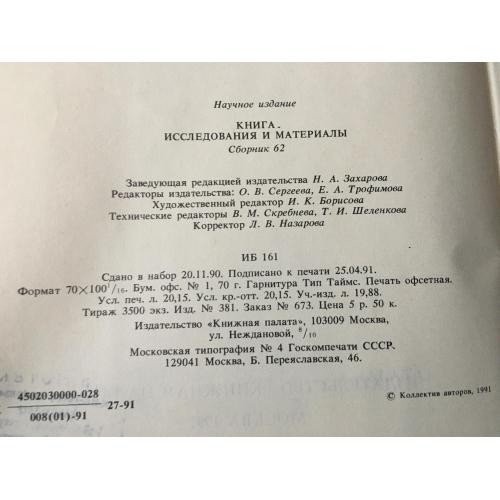 Научное издание
КНИГА.
ИССЛЕДОВАНИЯ И МАТЕРИАЛЫ
Сборник 62
Заведующая редакцией издательства Н. А. Захарова
Редакторы издательства: О. В. Сергеева, Е. А. Трофимова
Художественный редактор И. К. Борисова
Технические редакторы В. М. Скребнева, Т. И. Шеленкова
Корректор Л. В. Назарова
ИБ 161
Сдано в набор 20.11.90. Подписано к печати 25.04.91.
Формат 70×100¹/₁₆. Бум. офс. № 1, 70 г. Гарнитура Тип Таймс. Печать офсетная.
Усл. печ. л. 20,15. Усл. кр.-отт. 20,15. Уч.-изд. л. 19,88.
Тираж 3500 экз. Изд. № 381. Заказ № 673. Цена 5 р. 50 к.
Издательство «Книжная палата», 103009 Москва,
ул. Неждановой, ⁸/₁₀
Московская типография № 4 Госкомпечати СССР.
129041 Москва, Б. Переяславская, 46.
4502030000-028
008(01)-91
27-91
© Коллектив авторов, 1991